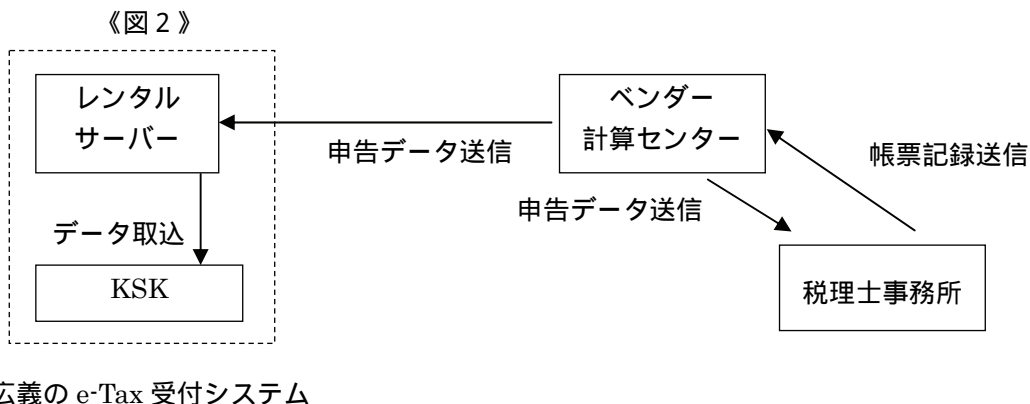 《図２》
レンタル
サーバー
ベンダー
計算センター
申告データ送信
帳票記録送信
申告データ送信
データ取込
KSK
税理士事務所
広義の e-Tax 受付システム